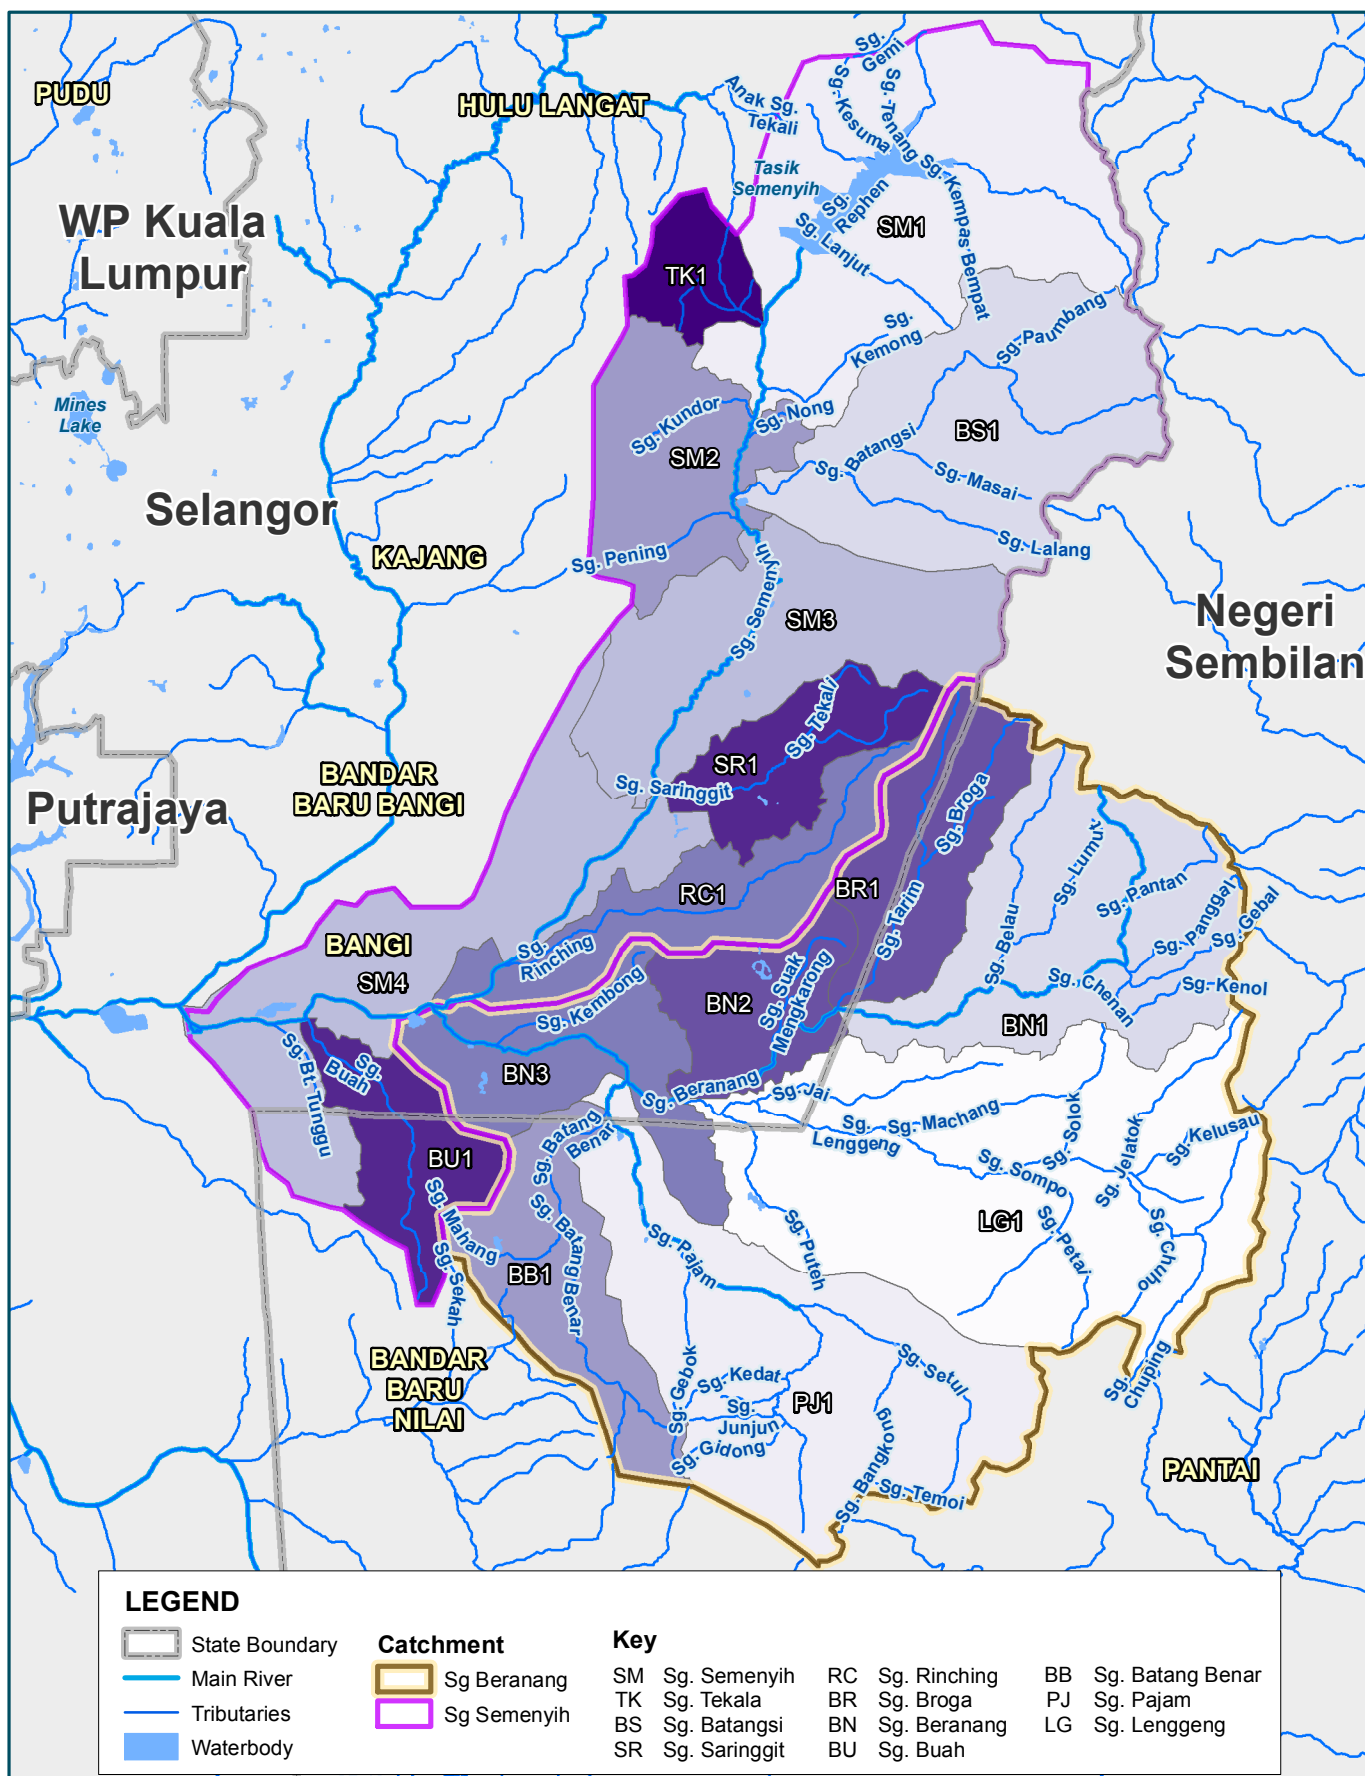 Sg.
Gemi
PUDU
HULU LANGAT
Anak Sg.
Tekali
Sg. Kesuma
Sg. Tenang
Sg. Kempas Bempat
Tasik
Semenyih
Sg.
Rephen
Sg. Lanjut
SM1
WP Kuala
Lumpur
TK1
Sg.
Kemong
Sg. Paumbang
Mines
Lake
Sg. Kundor
Sg. Nong
SM2
Sg. Batangsi
BS1
Sg. Masai
Selangor
Sg. Lalang
KAJANG
Sg. Pening
Sg. Semenyih
SM3
Negeri
Sembilan
Sg. Tekali
SR1
Sg. Saringgit
BANDAR
BARU BANGI
Putrajaya
Sg. Broga
Sg. Lumut
RC1
BR1
Sg. Tarim
Sg. Pantan
Sg. Panggal
Sg. Gebal
Sg. Belau
BANGI
Sg.
Rinching
SM4
Sg. Kembong
BN2
Sg. Suak
Mengkarong
Sg. Chenan
Sg. Kenol
BN1
Sg. Bt. Tunggu
Sg.
Buah
BN3
Sg. Beranang
Sg. Jai
Sg.
Lenggeng
Sg. Machang
Sg. Solok
Sg. Jelatok
Sg. Kelusau
Sg. Batang
Benar
BU1
Sg. Sompo
Sg. Mahang
Sg. Batang Benar
Sg. Puteh
LG1
Sg. Petai
Sg. Chuho
Sg. Sekah
BB1
Sg. Pajam
BANDAR
BARU
NILAI
Sg. Gebok
Sg. Kedat
Sg. Setul
Sg.
Chuping
PJ1
Sg.
Junjun
Sg. Gidong
Sg. Bangkong
Sg. Temoi
PANTAI
LEGEND
State Boundary
Main River
Tributaries
Waterbody
Catchment
Sg Beranang
Sg Semenyih
Key
SM Sg. Semenyih
TK Sg. Tekala
BS Sg. Batangsi
SR Sg. Saringgit
RC Sg. Rinching
BR Sg. Broga
BN Sg. Beranang
BU Sg. Buah
BB Sg. Batang Benar
PJ Sg. Pajam
LG Sg. Lenggeng